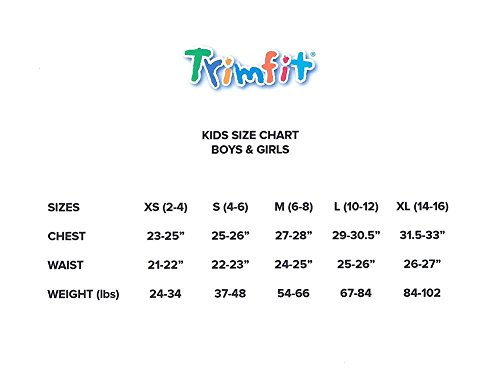 Trimfit®
KIDS SIZE CHART
BOYS & GIRLS
SIZES XS (2-4) S (4-6) M (6-8) L (10-12) XL (14-16)
CHEST 23-25” 25-26” 27-28” 29-30.5” 31.5-33”
WAIST 21-22” 22-23” 24-25” 25-26” 26-27”
WEIGHT (lbs) 24-34 37-48 54-66 67-84 84-102